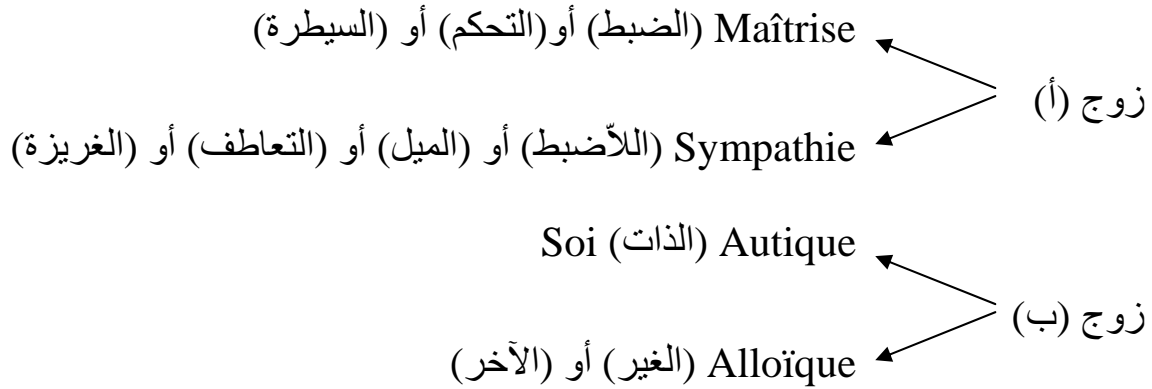 Maîtrise (الضبط) أو(التحكم) أو (السيطرة)
زوج (أ)
Sympathie (اللاّضبط) أو (الميل) أو (التعاطف) أو (الغريزة)
Autique (الذات) Soi
زوج (ب)
Alloïque (الغير) أو (الآخر)